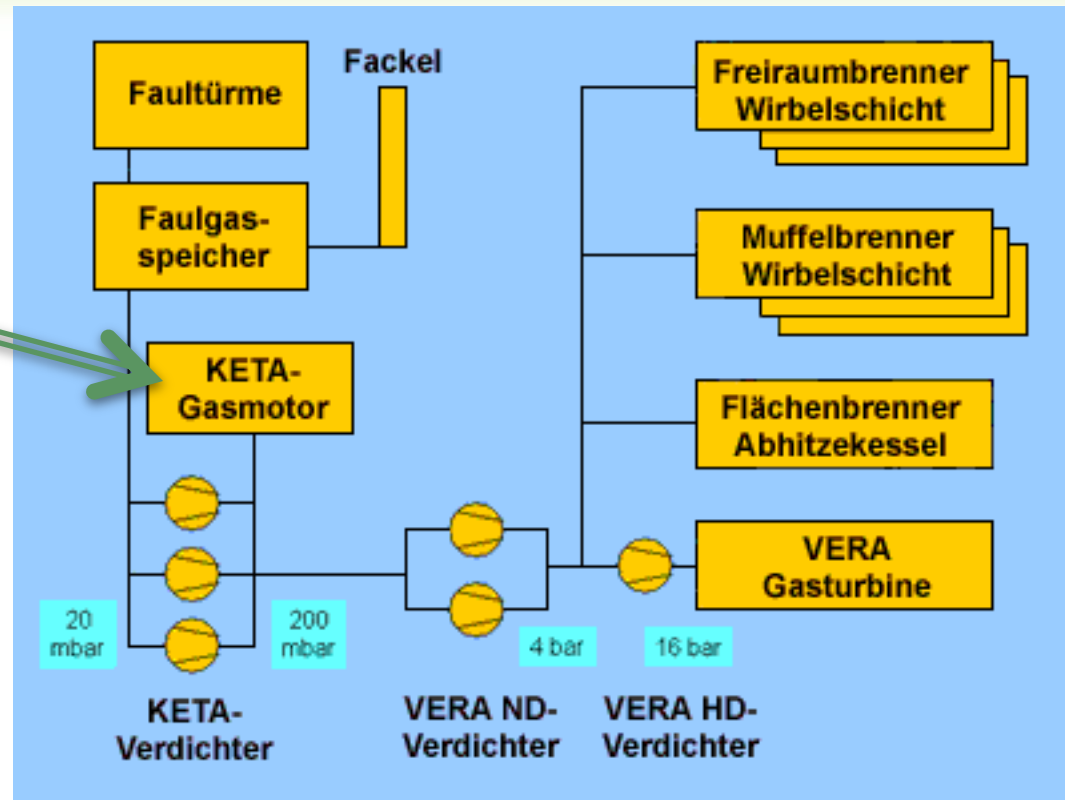 Faultürme
Fackel
Faulgas-
speicher
KETA-
Gasmotor
20
mbar
200
mbar
KETA-
Verdichter
VERA ND-
Verdichter
4 bar
VERA HD-
Verdichter
16 bar
Freiraumbrenner
Wirbelschicht
Muffelbrenner
Wirbelschicht
Flächenbrenner
Abhitzekessel
VERA
Gasturbine